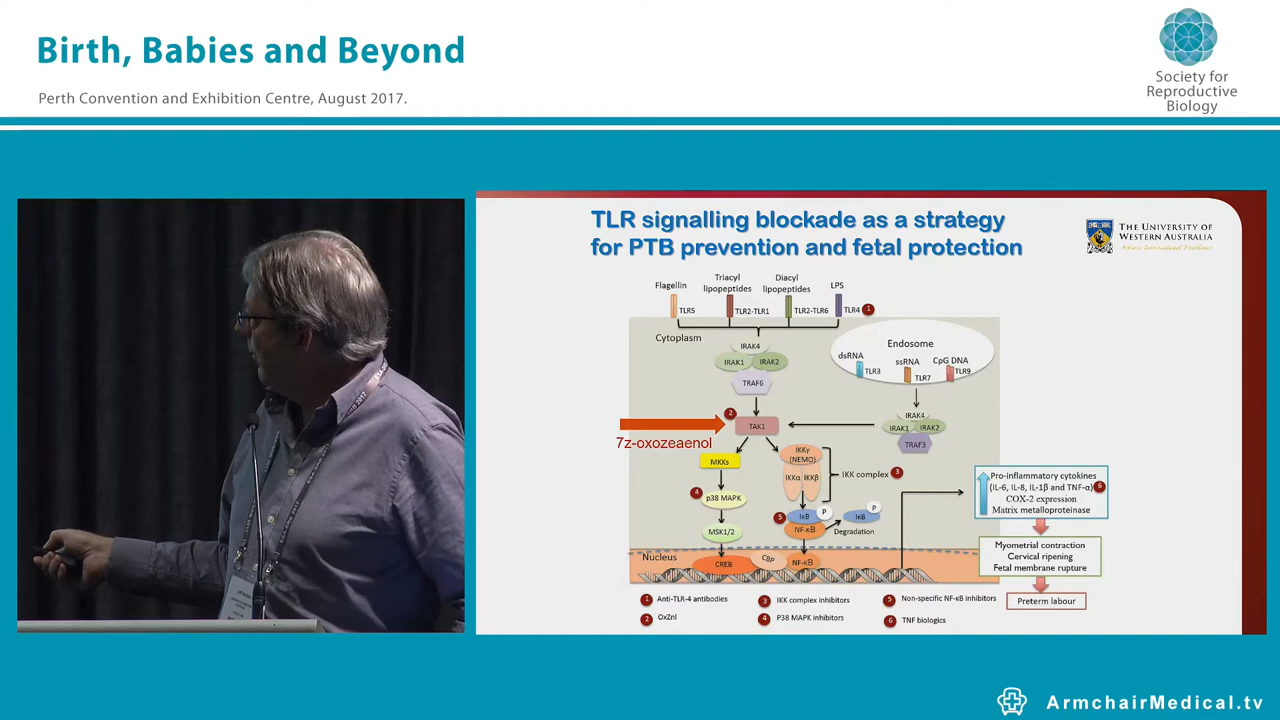 Birth, Babies and Beyond
Perth Convention and Exhibition Centre, August 2017.
Society for
Reproductive
Biology
TLR signalling blockade as a strategy
for PTB prevention and fetal protection
THE UNIVERSITY OF
WESTERN AUSTRALIA
Achieve International Excellence
Flagellin
Triacyl
lipopeptides
Diacyl
lipopeptides
LPS
TLR5
TLR2-TLR1
TLR2-TLR6
TLR4
1
Cytoplasm
IRAK4
IRAK1
IRAK2
TRAF6
Endosome
dsRNA
TLR3
ssRNA
TLR7
CpG DNA
TLR9
IRAK4
IRAK1
IRAK2
TRAF3
2
TAK1
7z-oxozeaenol
MKKs
IKKγ
(NEMO)
IKKα
IKKβ
IKK complex
3
4
p38 MAPK
5
IκB
P
NF-κB
IκB
P
Degradation
MSK1/2
Nucleus
CREB
CBP
NF-κB
Pro-inflammatory cytokines
(IL-6, IL-8, IL-1β and TNF-α)
6
COX-2 expression
Matrix metalloproteinase
Myometrial contraction
Cervical ripening
Fetal membrane rupture
Preterm labour
1 Anti-TLR-4 antibodies
3 IKK complex inhibitors
5 Non-specific NF-κB inhibitors
2 OxZnl
4 P38 MAPK inhibitors
6 TNF biologics
ArmchairMedical.tv